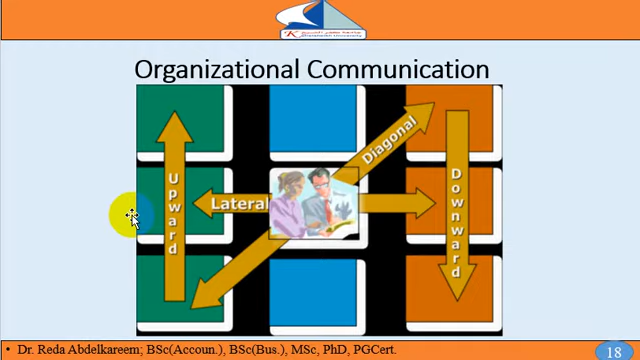 Organizational Communication
Diagonal
Upward
Lateral
Downward
• Dr. Reda Abdelkareem; BSc(Accoun.), BSc(Bus.), MSc, PhD, PGCert.
18